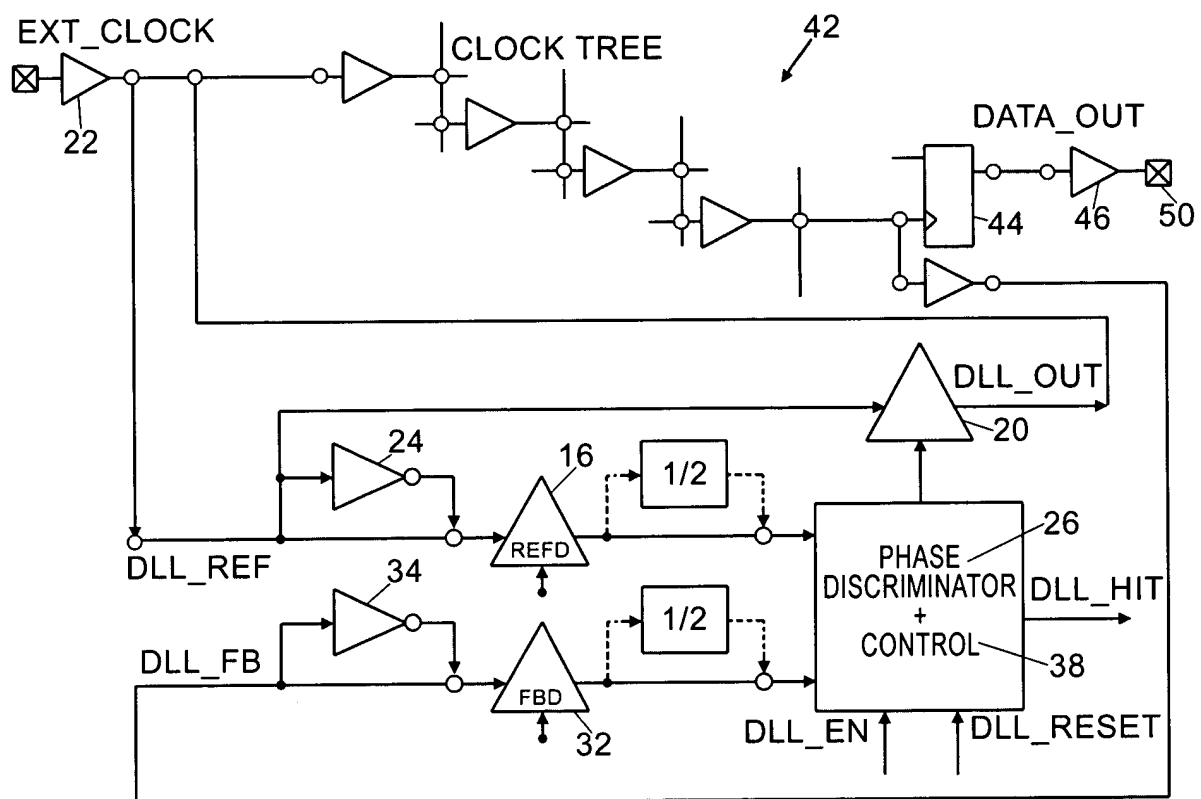 EXT_CLOCK
CLOCK TREE
42
22
DATA_OUT
44
46
50
DLL_OUT
20
24
16
1/2
REFD
DLL_REF
PHASE
DISCRIMINATOR
+
CONTROL
26
38
DLL_HIT
34
1/2
DLL_FB
FBD
32
DLL_EN
DLL_RESET